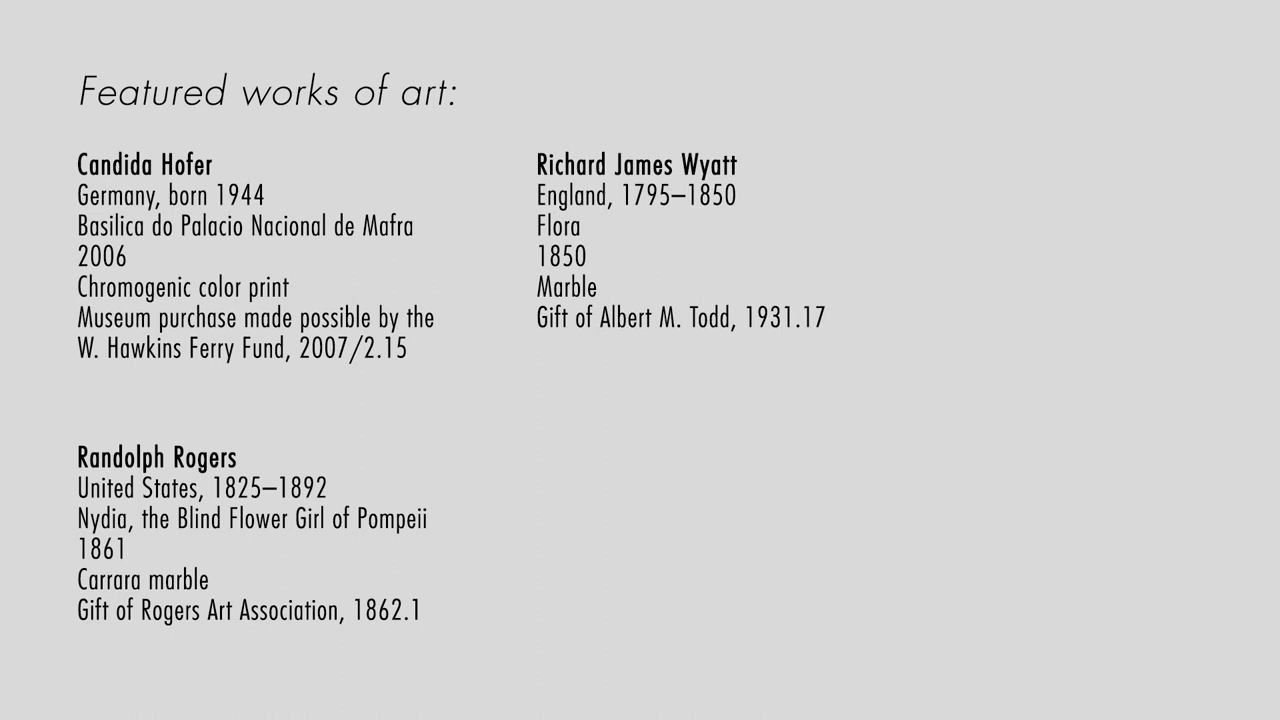 Featured works of art:
Candida Hofer
Germany, born 1944
Basilica do Palacio Nacional de Mafra
2006
Chromogenic color print
Museum purchase made possible by the
W. Hawkins Ferry Fund, 2007/2.15
Randolph Rogers
United States, 1825–1892
Nydia, the Blind Flower Girl of Pompeii
1861
Carrara marble
Gift of Rogers Art Association, 1862.1
Richard James Wyatt
England, 1795–1850
Flora
1850
Marble
Gift of Albert M. Todd, 1931.17